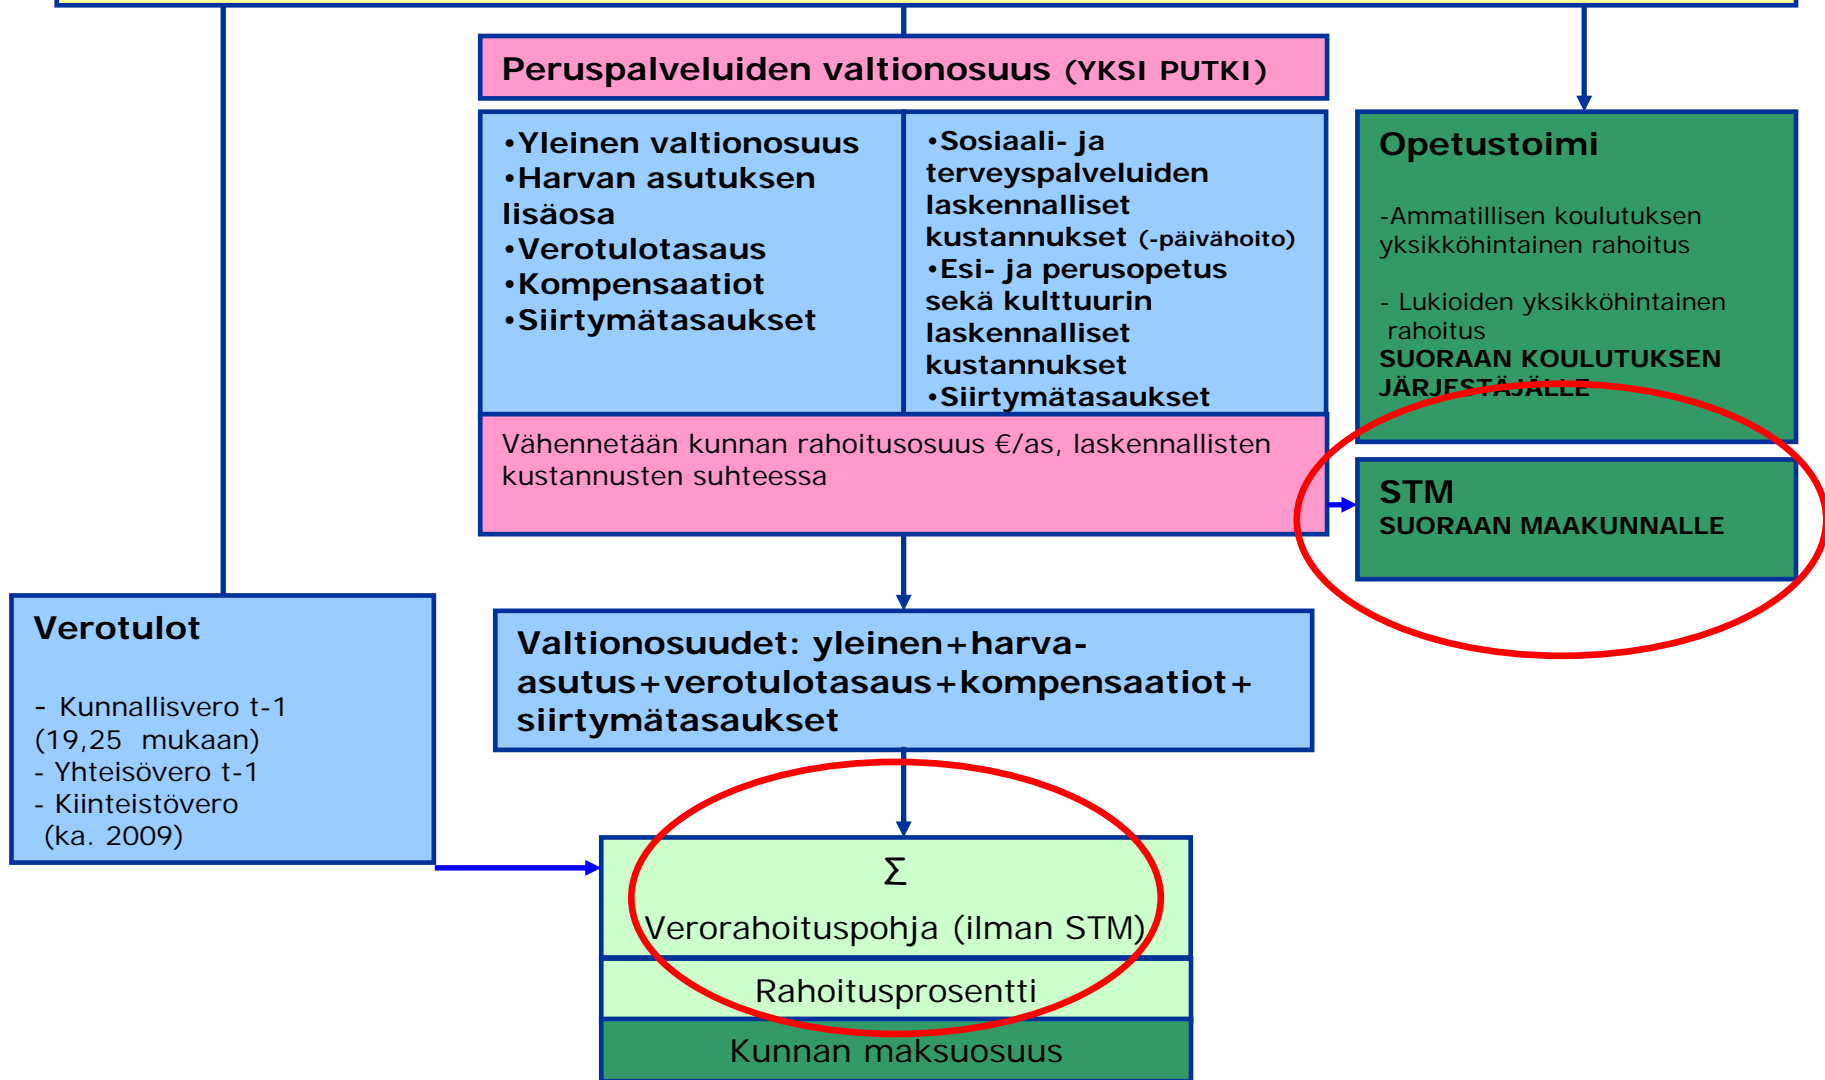 Peruspalveluiden valtionosuus (YKSI PUTKI)
•Yleinen valtionosuus
•Harvan asutuksen
lisäosa
•Verotulotasaus
•Kompensaatiot
•Siirtymätasaukset
•Sosiaali- ja
terveyspalveluiden
laskennalliset
kustannukset (-päivähoito)
•Esi- ja perusopetus
sekä kulttuurin
laskennalliset
kustannukset
•Siirtymätasaukset
Opetustoimi
-Ammatillisen koulutuksen
yksikköhintainen rahoitus
- Lukioiden yksikköhintainen
rahoitus
SUORAAN KOULUTUKSEN
JÄRJESTÄJÄLLE
Vähennetään kunnan rahoitusosuus €/as, laskennallisten
kustannusten suhteessa
STM
SUORAAN MAAKUNNALLE
Verotulot
- Kunnallisvero t-1
(19,25 mukaan)
- Yhteisövero t-1
- Kiinteistövero
(ka. 2009)
Valtionosuudet: yleinen+harva-
asutus+verotulotasaus+kompensaatiot+
siirtymätasaukset
Σ
Verorahoituspohja (ilman STM)
Rahoitusprosentti
Kunnan maksuosuus